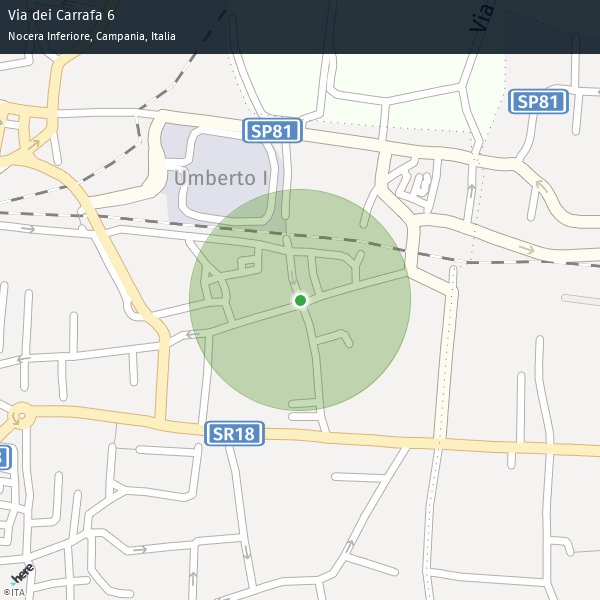 Via dei Carrafa 6
Nocera Inferiore, Campania, Italia
Via
SP81
SP81
Umberto I
SR18
here
©ITA